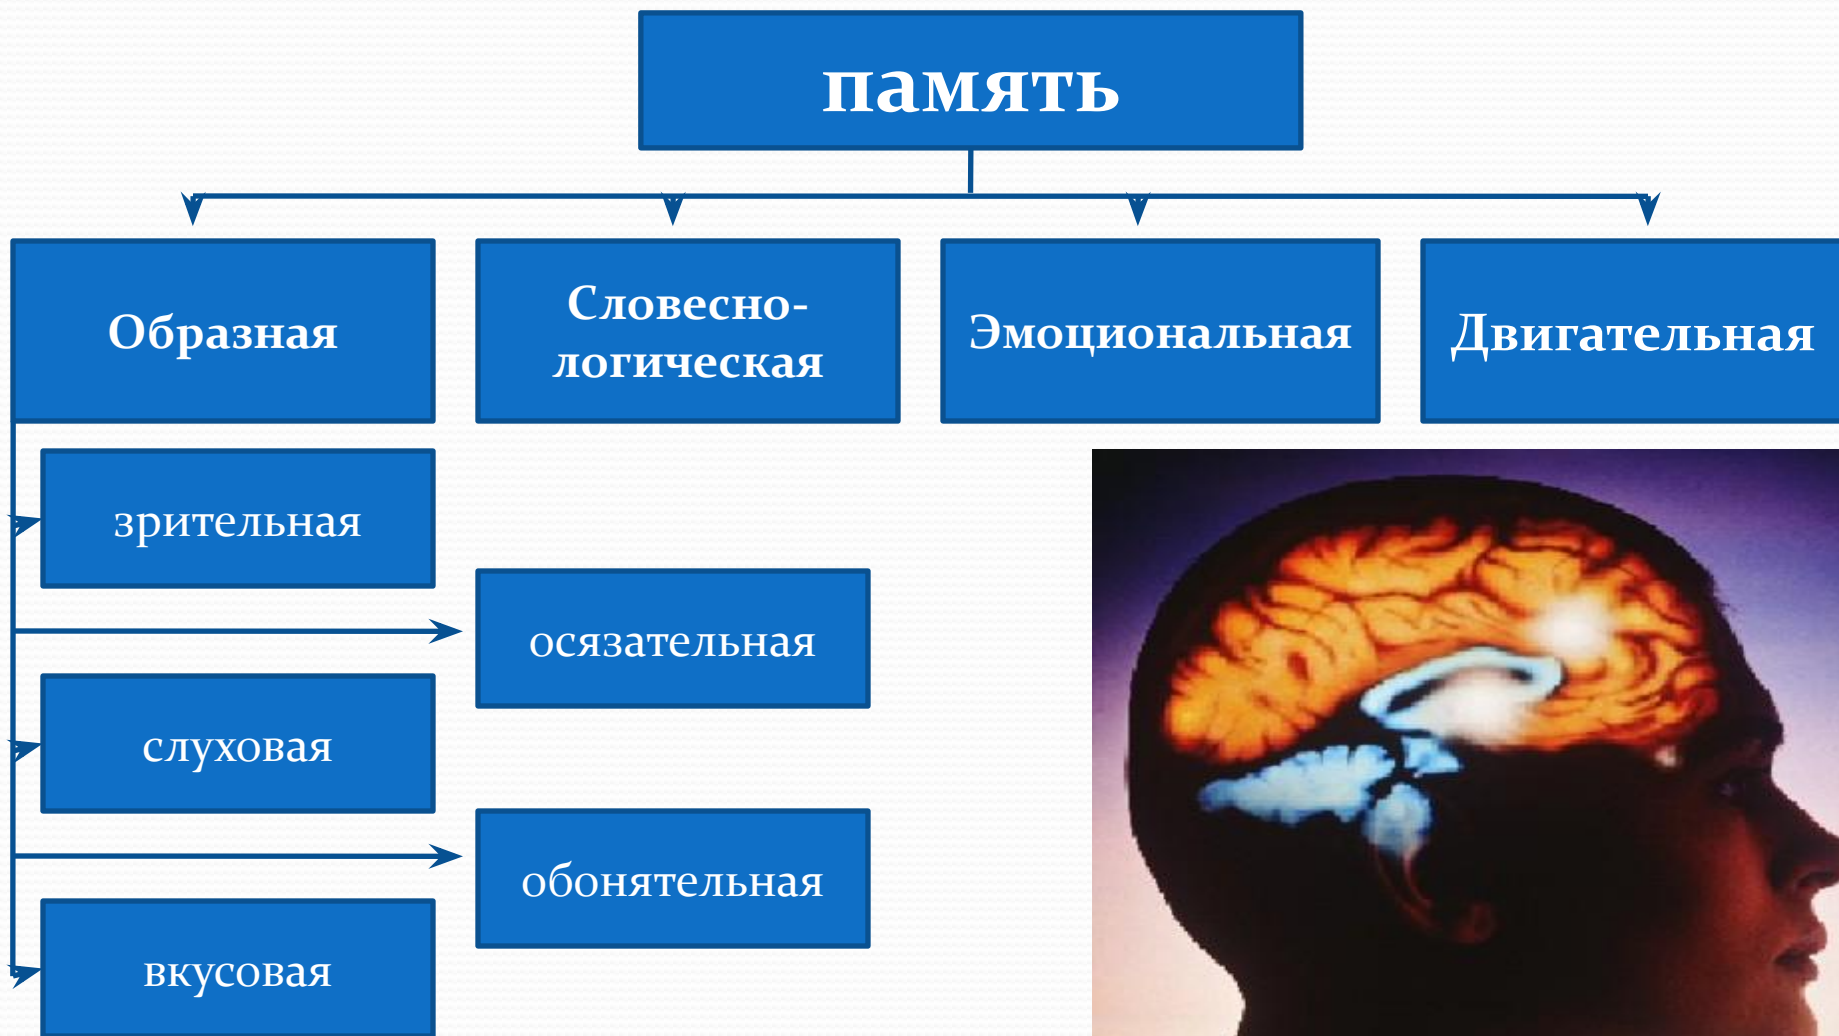 память
Образная
Словесно-
логическая
Эмоциональная
Двигательная
зрительная
осязательная
слуховая
обонятельная
вкусовая